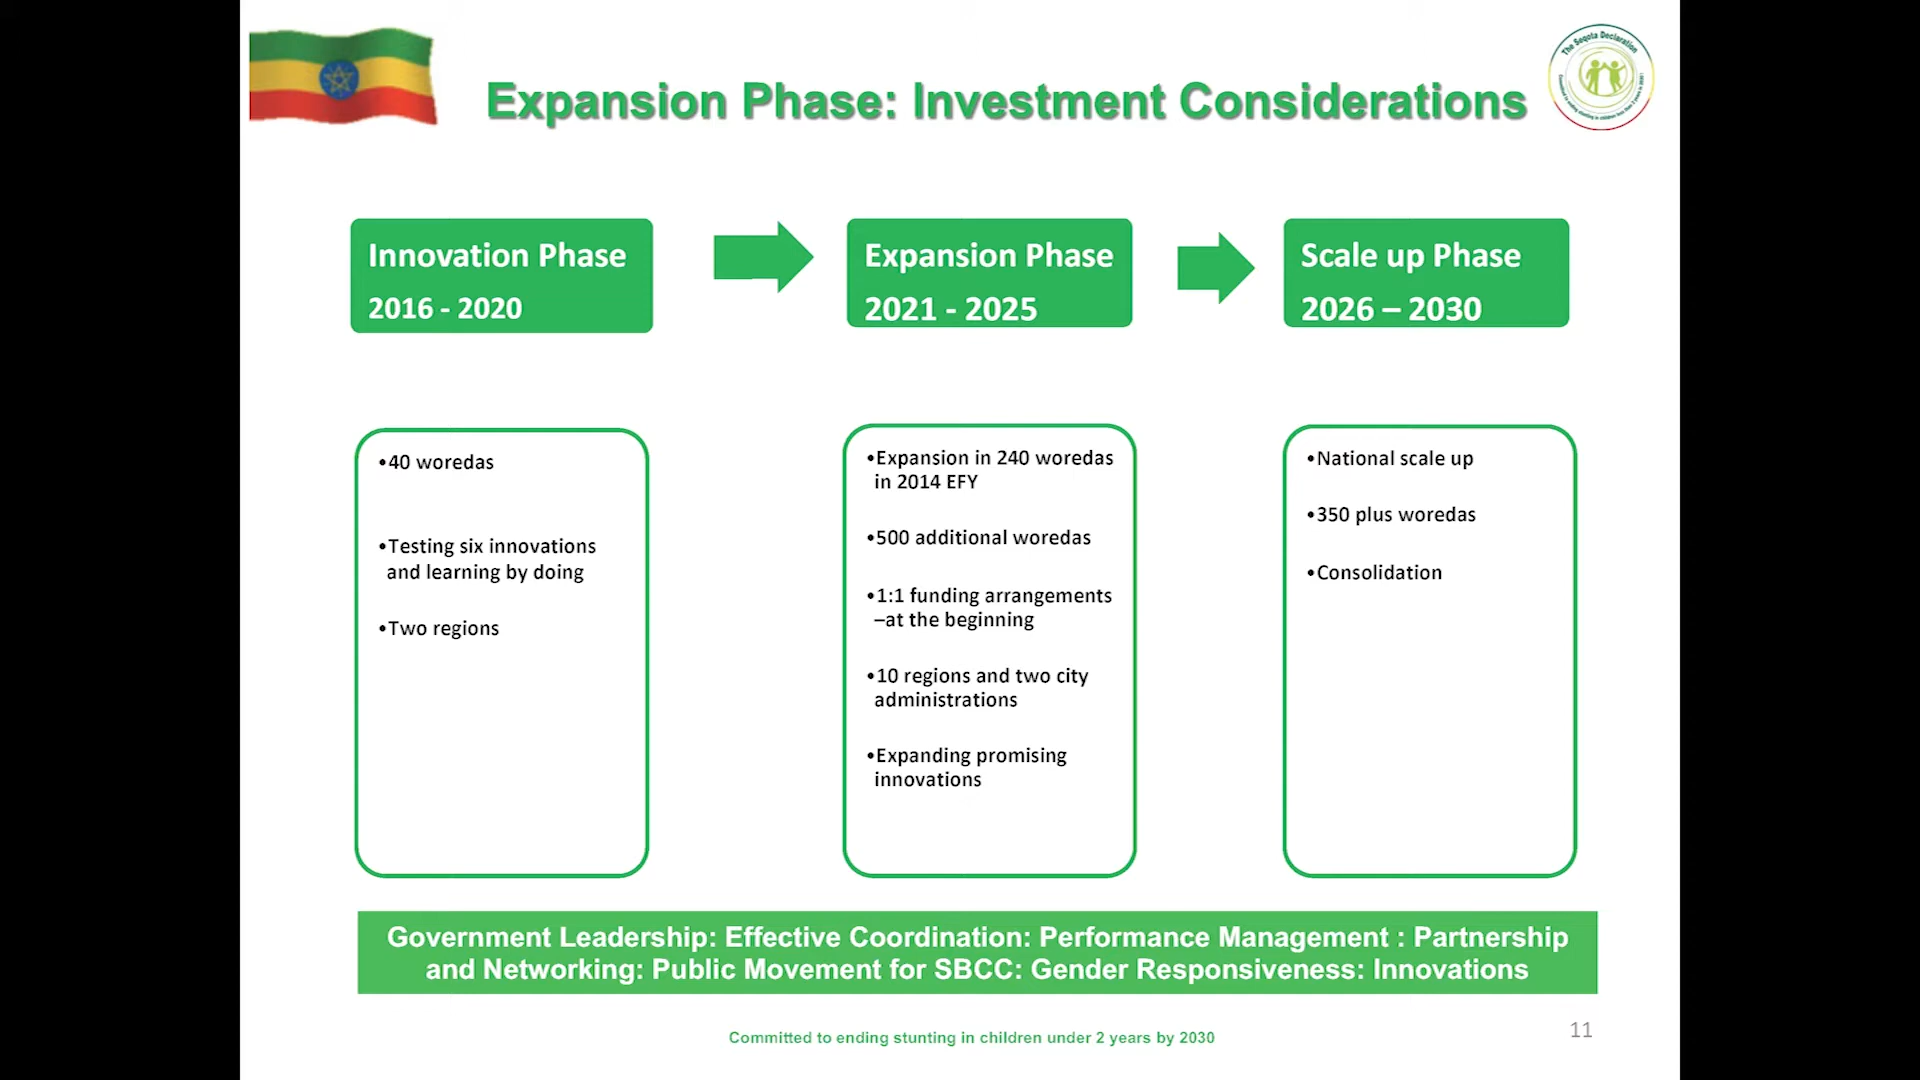 The Seqota Declaration
Expansion Phase: Investment Considerations
Innovation Phase
2016 - 2020
Expansion Phase
2021 - 2025
Scale up Phase
2026 – 2030
•40 woredas
•Testing six innovations
and learning by doing
•Two regions
•Expansion in 240 woredas
in 2014 EFY
•500 additional woredas
•1:1 funding arrangements
–at the beginning
•10 regions and two city
administrations
•Expanding promising
innovations
•National scale up
•350 plus woredas
•Consolidation
Government Leadership: Effective Coordination: Performance Management : Partnership
and Networking: Public Movement for SBCC: Gender Responsiveness: Innovations
Committed to ending stunting in children under 2 years by 2030
11